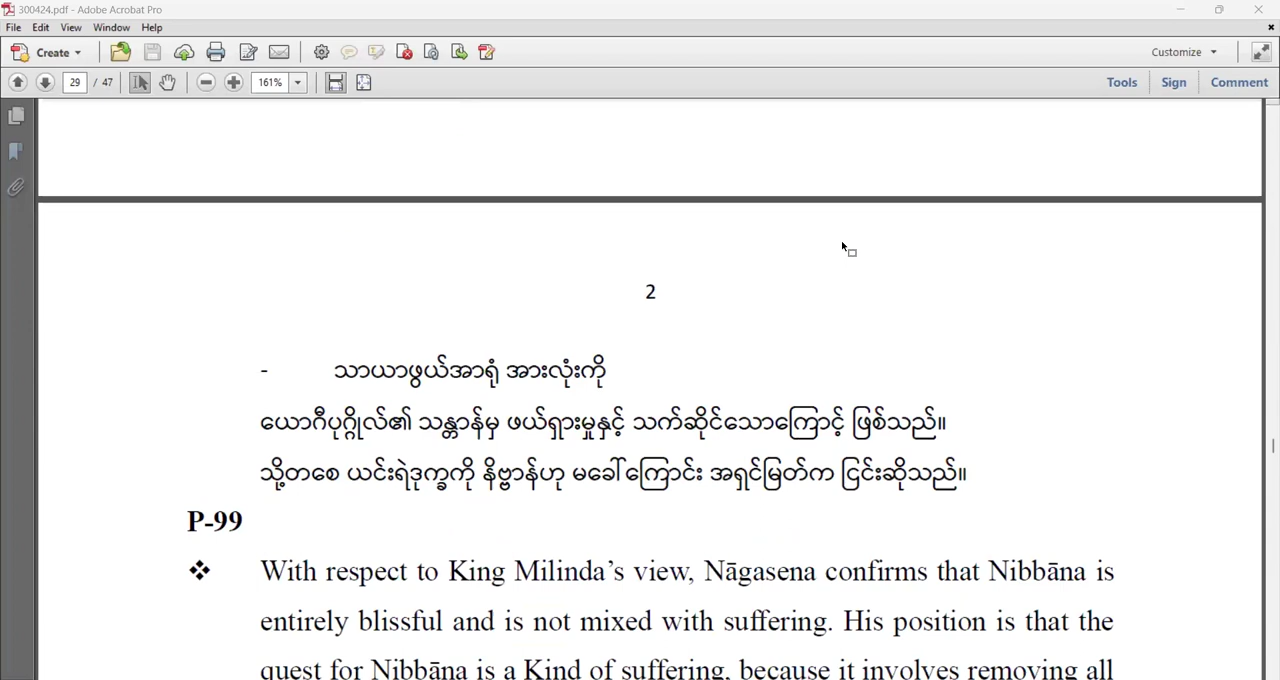 300424.pdf - Adobe Acrobat Pro
File Edit View Window Help
Create Customize
29 / 47 161% Tools Sign Comment
2
- သာယာဖွယ်အာရုံ အားလုံးကို
ယောဂီပုဂ္ဂိုလ်၏ သန္တာန်မှ ဖယ်ရှားမှုနှင့် သက်ဆိုင်သောကြောင့် ဖြစ်သည်။
သို့တစေ ယင်းရဲဒုက္ခကို နိဗ္ဗာန်ဟု မခေါ်ကြောင်း အရှင်မြတ်က ငြင်းဆိုသည်။
P-99
❖ With respect to King Milinda’s view, Nāgasena confirms that Nibbāna is
entirely blissful and is not mixed with suffering. His position is that the
quest for Nibbāna is a Kind of suffering, because it involves removing all